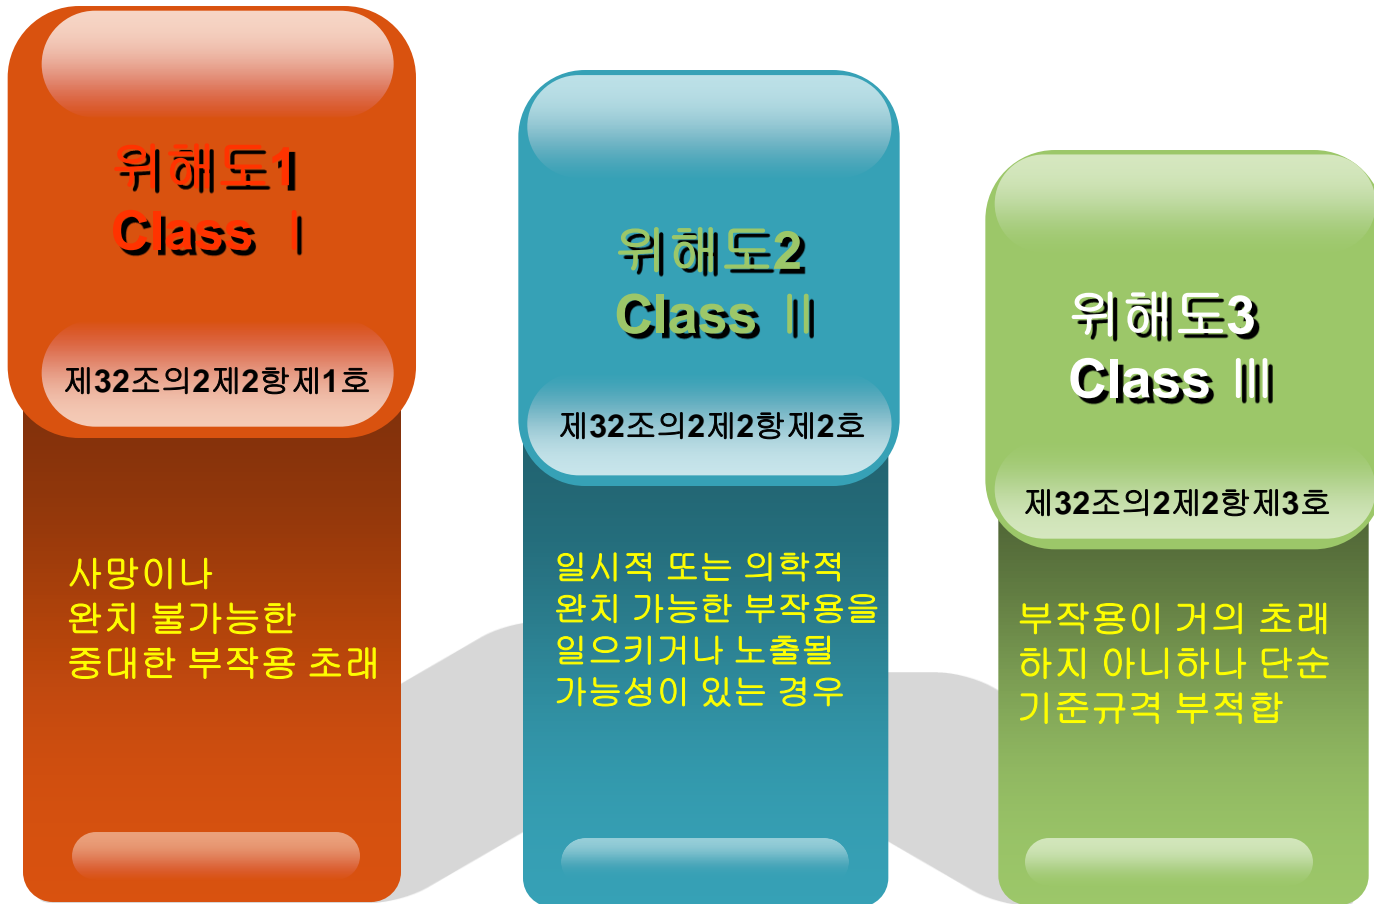 위해도1
Class Ⅰ
제32조의2제2항제1호
사망이나
완치 불가능한
중대한 부작용 초래
위해도2
Class Ⅱ
제32조의2제2항제2호
일시적 또는 의학적
완치 가능한 부작용을
일으키거나 노출될
가능성이 있는 경우
위해도3
Class Ⅲ
제32조의2제2항제3호
부작용이 거의 초래
하지 아니하나 단순
기준규격 부적합